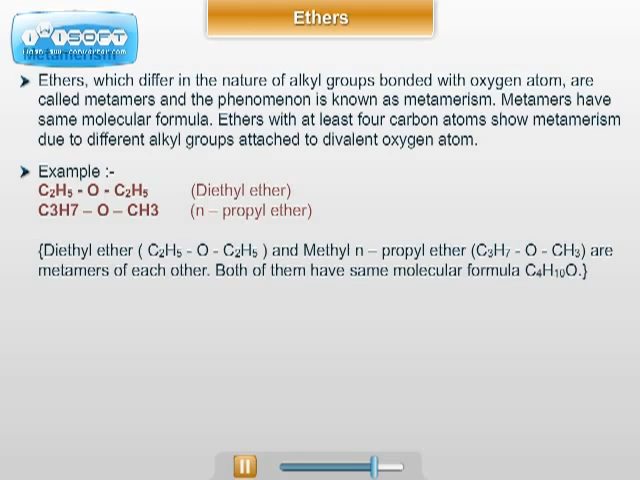 Ethers
iWiSOFT
Metamerism
Ethers, which differ in the nature of alkyl groups bonded with oxygen atom, are
called metamers and the phenomenon is known as metamerism. Metamers have
same molecular formula. Ethers with at least four carbon atoms show metamerism
due to different alkyl groups attached to divalent oxygen atom.
Example :-
C₂H₅ - O - C₂H₅ (Diethyl ether)
C3H7 – O – CH3 (n – propyl ether)
{Diethyl ether ( C₂H₅ - O - C₂H₅ ) and Methyl n – propyl ether (C₃H₇ - O - CH₃) are
metamers of each other. Both of them have same molecular formula C₄H₁₀O.}